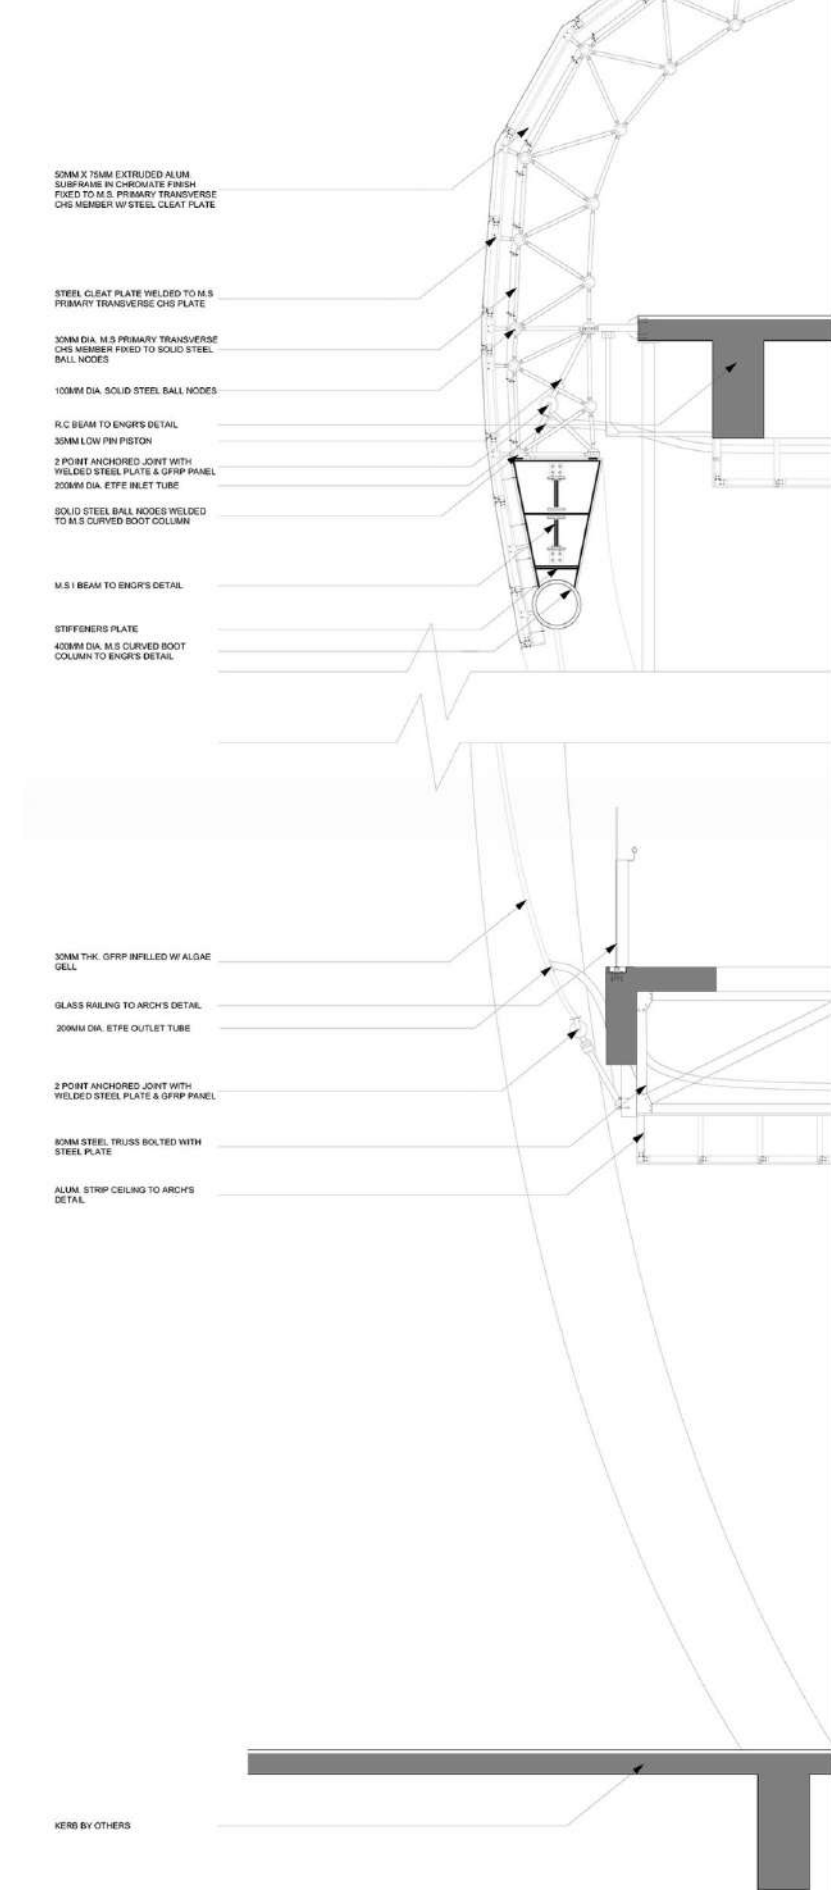 50MM X 75MM EXTRUDED ALUM.
SUBFRAME IN CHROMATE FINISH
FIXED TO M.S. PRIMARY TRANSVERSE
CHS MEMBER W/ STEEL CLEAT PLATE
STEEL CLEAT PLATE WELDED TO M.S
PRIMARY TRANSVERSE CHS PLATE
30MM DIA. M.S PRIMARY TRANSVERSE
CHS MEMBER FIXED TO SOLID STEEL
BALL NODES
100MM DIA. SOLID STEEL BALL NODES
R.C BEAM TO ENGR'S DETAIL
35MM LOW PIN PISTON
2 POINT ANCHORED JOINT WITH
WELDED STEEL PLATE & GFRP PANEL
200MM DIA. ETFE INLET TUBE
SOLID STEEL BALL NODES WELDED
TO M.S CURVED BOOT COLUMN
M.S I BEAM TO ENGR'S DETAIL
STIFFENERS PLATE
400MM DIA. M.S CURVED BOOT
COLUMN TO ENGR'S DETAIL
30MM THK. GFRP INFILLED W/ ALGAE
GELL
GLASS RAILING TO ARCH'S DETAIL
200MM DIA. ETFE OUTLET TUBE
2 POINT ANCHORED JOINT WITH
WELDED STEEL PLATE & GFRP PANEL
80MM STEEL TRUSS BOLTED WITH
STEEL PLATE
ALUM. STRIP CEILING TO ARCH'S
DETAIL
KERB BY OTHERS